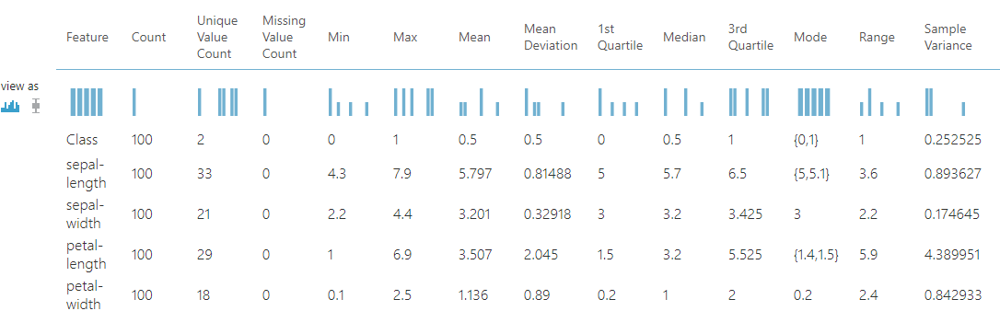 Feature Count Unique Value Count Missing Value Count Min Max Mean Mean Deviation 1st Quartile Median 3rd Quartile Mode Range Sample Variance
view as
Class 100 2 0 0 1 0.5 0.5 0 0.5 1 {0,1} 1 0.252525
sepal-length 100 33 0 4.3 7.9 5.797 0.81488 5 5.7 6.5 {5,5.1} 3.6 0.893627
sepal-width 100 21 0 2.2 4.4 3.201 0.32918 3 3.2 3.425 3 2.2 0.174645
petal-length 100 29 0 1 6.9 3.507 2.045 1.5 3.2 5.525 {1.4,1.5} 5.9 4.389951
petal-width 100 18 0 0.1 2.5 1.136 0.89 0.2 1 2 0.2 2.4 0.842933